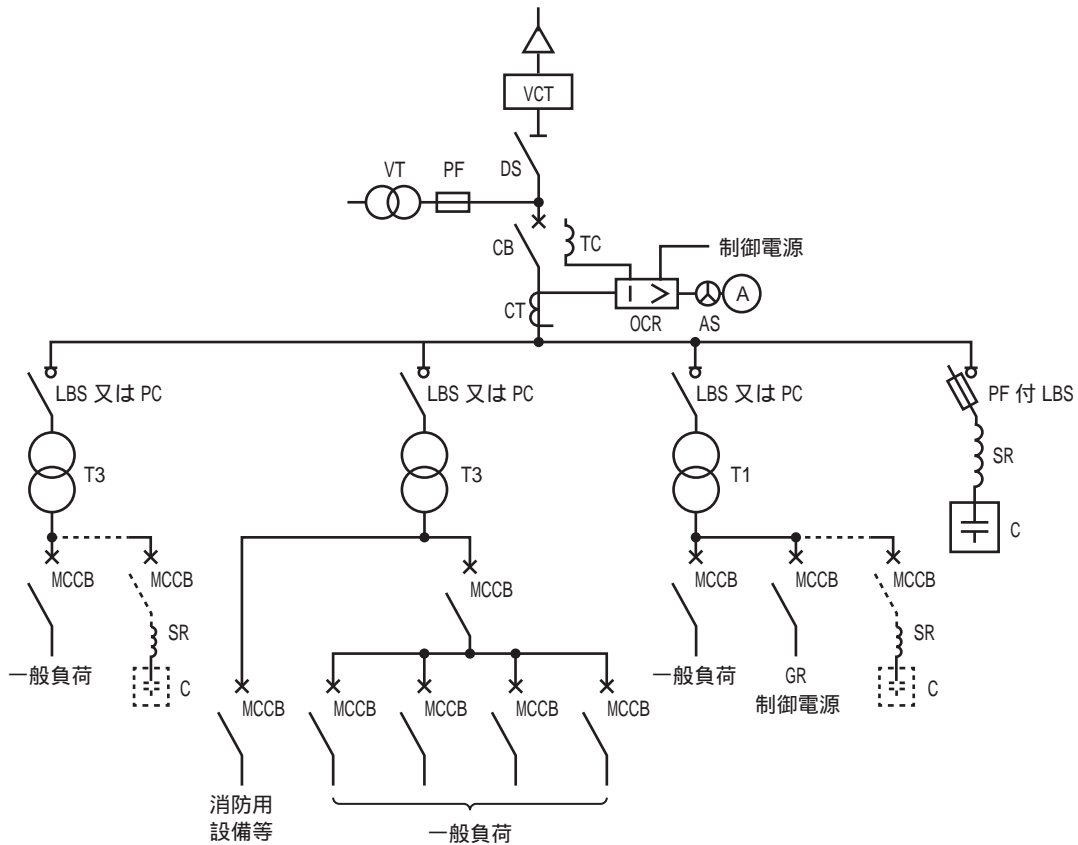 VCT
DS
VT
PF
CB
TC
制御電源
CT
OCR
AS
A
LBS 又は PC
LBS 又は PC
LBS 又は PC
PF 付 LBS
T3
T3
T1
SR
C
MCCB
MCCB
MCCB
MCCB
MCCB
MCCB
SR
SR
一般負荷
C
一般負荷
GR
制御電源
C
MCCB
MCCB
MCCB
MCCB
MCCB
消防用
設備等
一般負荷